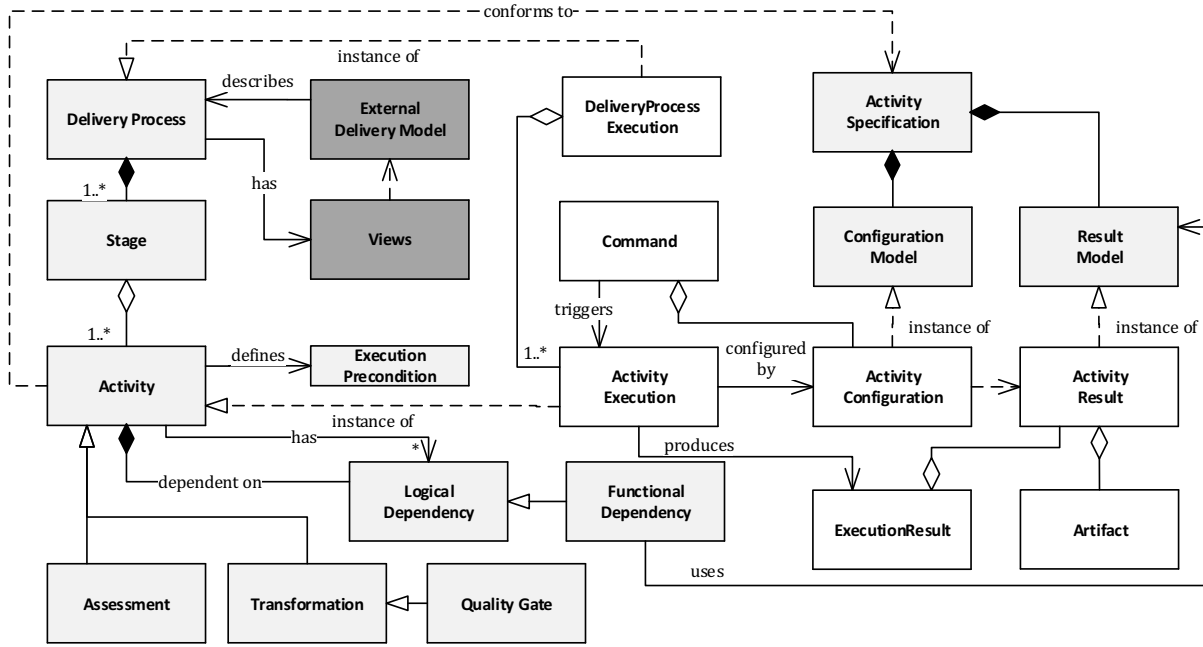 conforms to
instance of
describes
Delivery Process
External
Delivery Model
DeliveryProcess
Execution
Activity
Specification
has
1..*
Stage
Views
Command
Configuration
Model
Result
Model
triggers
instance of
instance of
1..*
1..*
configured
by
defines
Execution
Precondition
Activity
Activity
Execution
Activity
Configuration
Activity
Result
instance of
has
*
produces
dependent on
Logical
Dependency
Functional
Dependency
ExecutionResult
Artifact
uses
Assessment
Transformation
Quality Gate